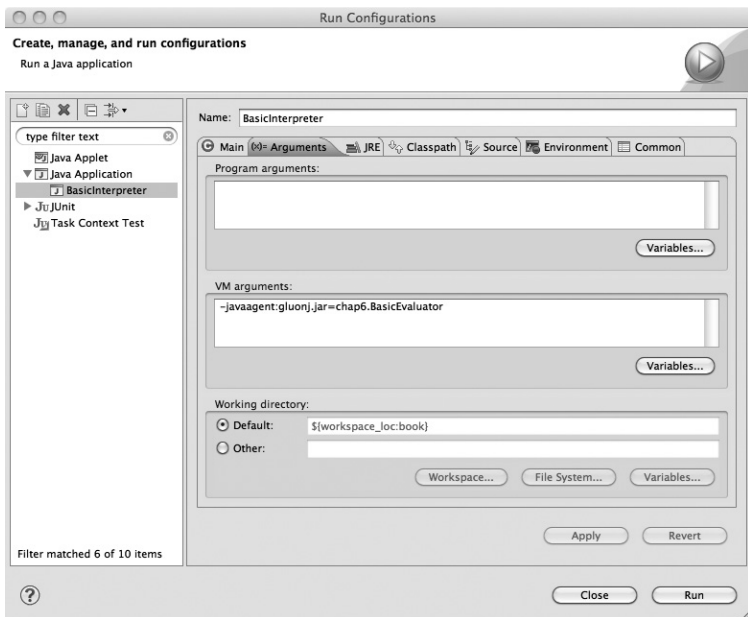 Run Configurations
Create, manage, and run configurations
Run a Java application
type filter text
Java Applet
Java Application
BasicInterpreter
JUnit
Task Context Test
Filter matched 6 of 10 items
Name: BasicInterpreter
Main (x)= Arguments JRE Classpath Source Environment Common
Program arguments:
Variables...
VM arguments:
-javaagent:gluonj.jar=chap6.BasicEvaluator
Variables...
Working directory:
Default: ${workspace_loc:book}
Other:
Workspace... File System... Variables...
Apply Revert
? Close Run